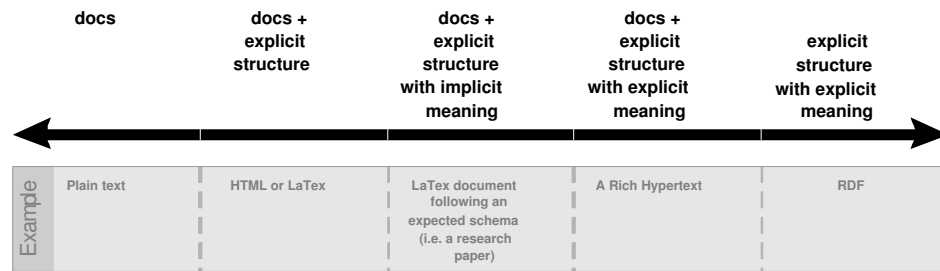 docs
docs +
explicit
structure
docs +
explicit
structure
with implicit
meaning
docs +
explicit
structure
with explicit
meaning
explicit
structure
with explicit
meaning
Example
Plain text
HTML or LaTex
LaTex document
following an
expected schema
(i.e. a research
paper)
A Rich Hypertext
RDF